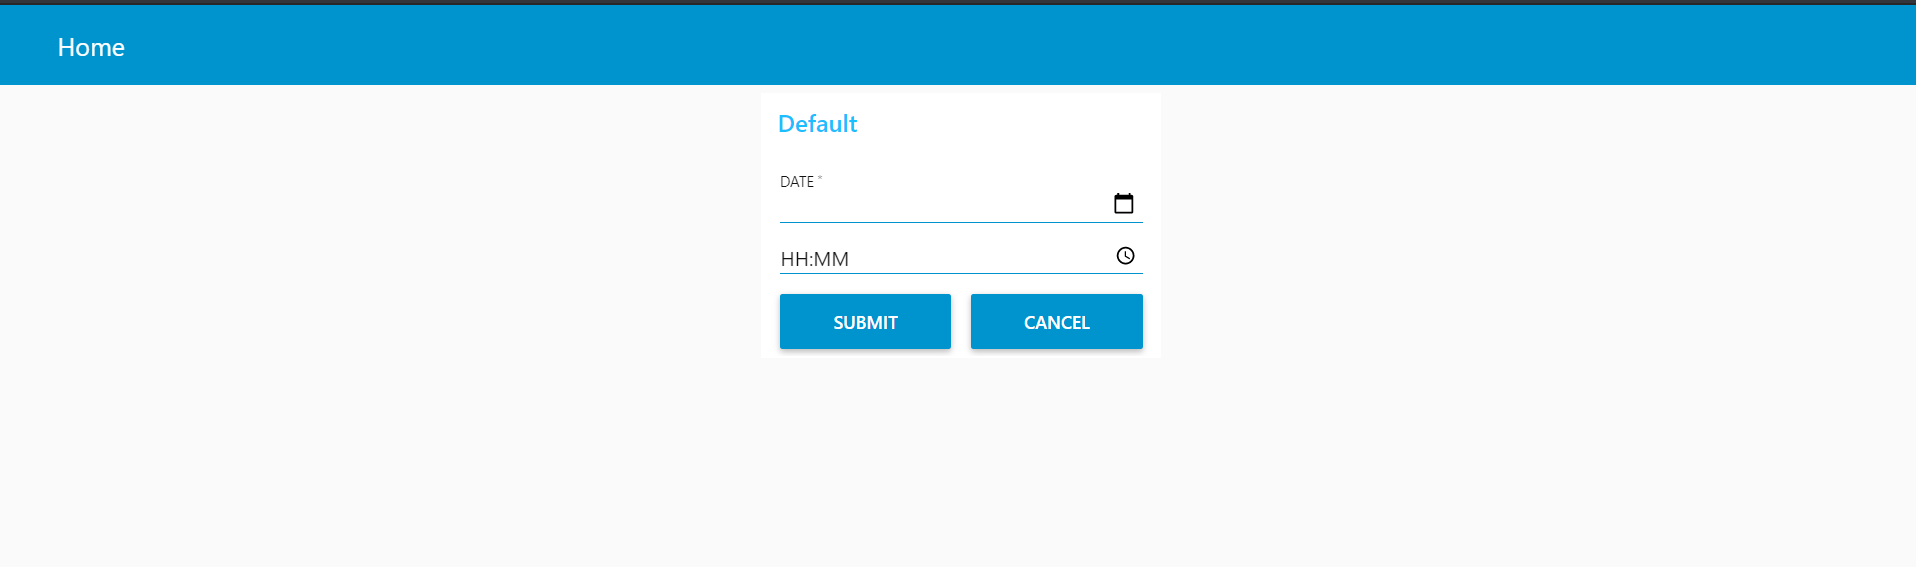 Home
Default
DATE *
HH:MM
SUBMIT CANCEL